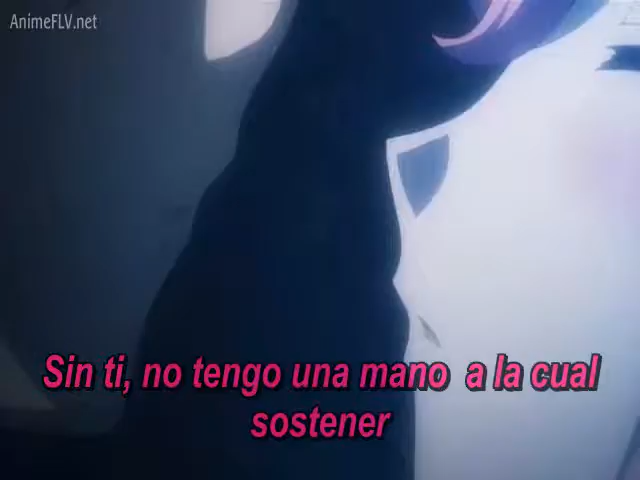 AnimeFLV.net
Sin ti, no tengo una mano  a la cual
sostener